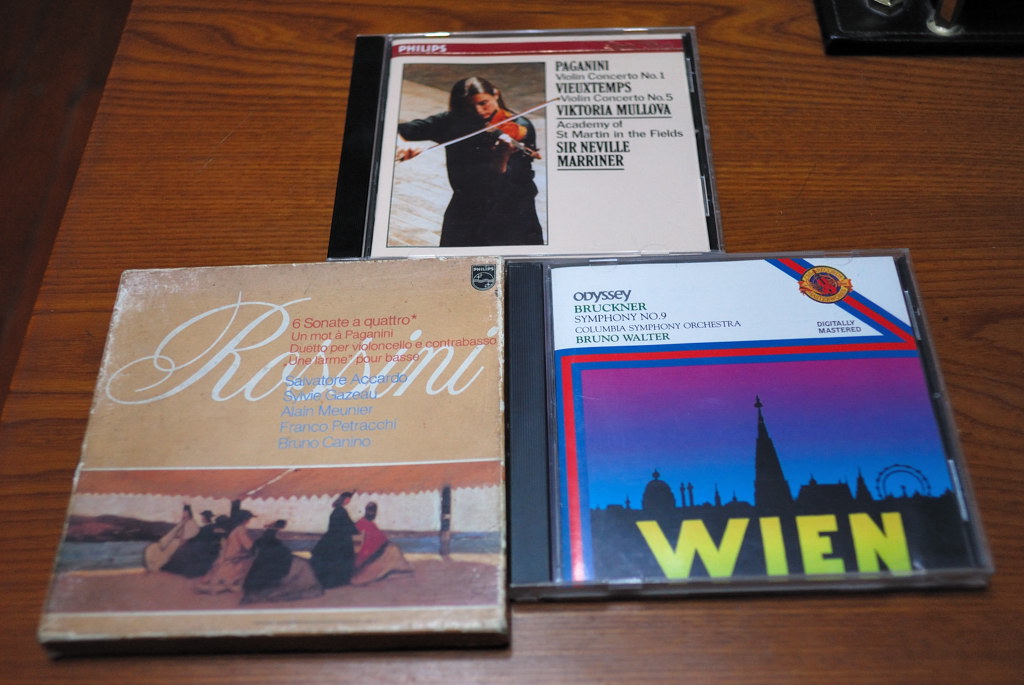 PHILIPS
PAGANINI
Violin Concerto No.1
VIEUXTEMPS
Violin Concerto No.5
VIKTORIA MULLOVA
Academy of
St Martin in the Fields
SIR NEVILLE
MARRINER
PHILIPS
Rossini
6 Sonate a quattro*
Un mot à Paganini
Duetto per violoncello e contrabasso
"Une larme" pour basse
Salvatore Accardo
Sylvie Gazeau
Alain Meunier
Franco Petracchi
Bruno Canino
ODYSSEY
BRUCKNER
SYMPHONY NO.9
COLUMBIA SYMPHONY ORCHESTRA
BRUNO WALTER
DIGITALLY
MASTERED
WIEN